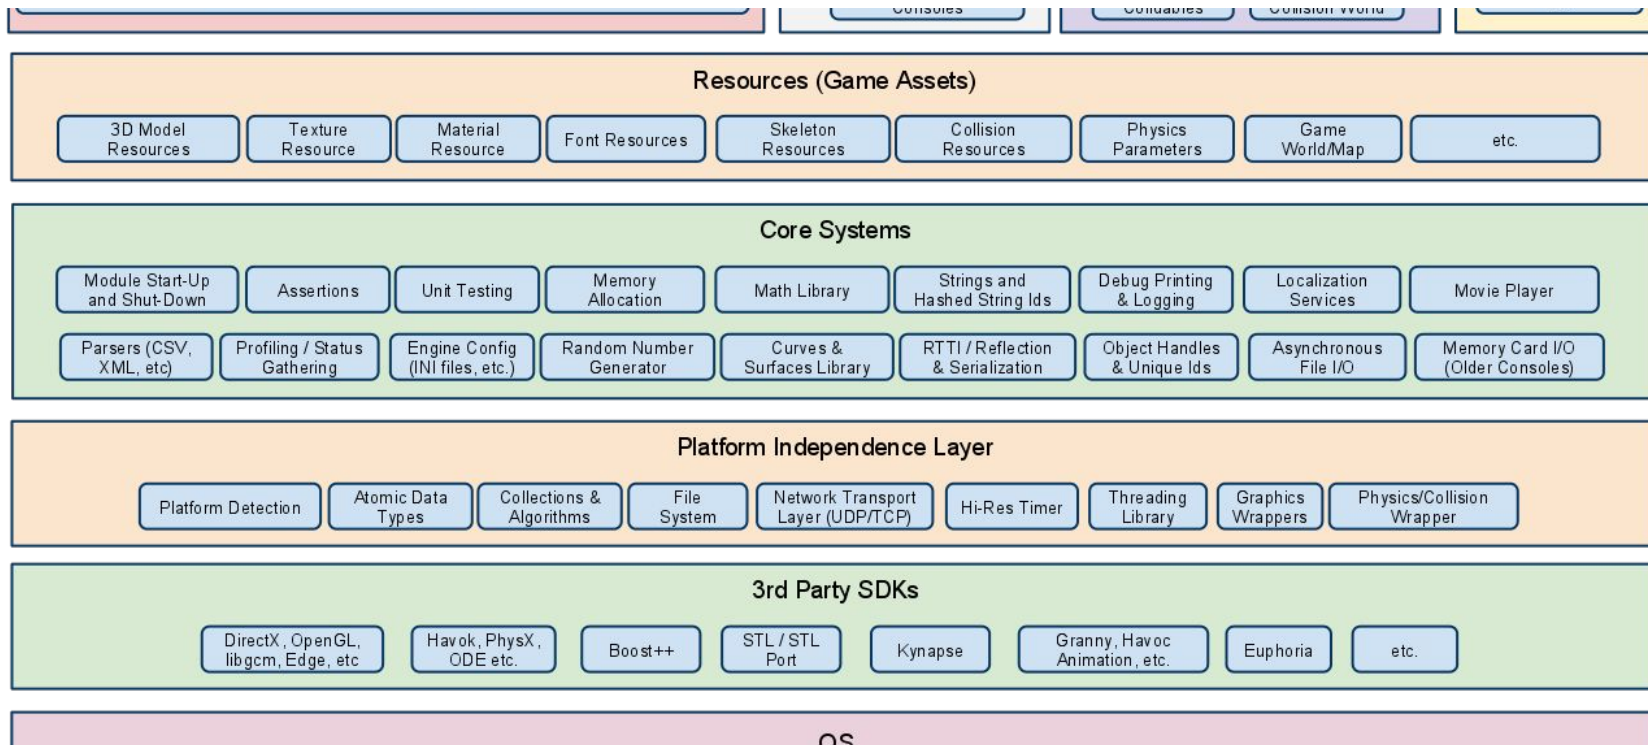 Consoles
Collidables
Collision World
Resources (Game Assets)
3D Model
Resources
Texture
Resource
Material
Resource
Font Resources
Skeleton
Resources
Collision
Resources
Physics
Parameters
Game
World/Map
etc.
Core Systems
Module Start-Up
and Shut-Down
Assertions
Unit Testing
Memory
Allocation
Math Library
Strings and
Hashed String Ids
Debug Printing
& Logging
Localization
Services
Movie Player
Parsers (CSV,
XML, etc)
Profiling / Status
Gathering
Engine Config
(INI files, etc.)
Random Number
Generator
Curves &
Surfaces Library
RTTI / Reflection
& Serialization
Object Handles
& Unique Ids
Asynchronous
File I/O
Memory Card I/O
(Older Consoles)
Platform Independence Layer
Platform Detection
Atomic Data
Types
Collections &
Algorithms
File
System
Network Transport
Layer (UDP/TCP)
Hi-Res Timer
Threading
Library
Graphics
Wrappers
Physics/Collision
Wrapper
3rd Party SDKs
DirectX, OpenGL,
libgcm, Edge, etc
Havok, PhysX,
ODE etc.
Boost++
STL / STL
Port
Kynapse
Granny, Havoc
Animation, etc.
Euphoria
etc.
OS